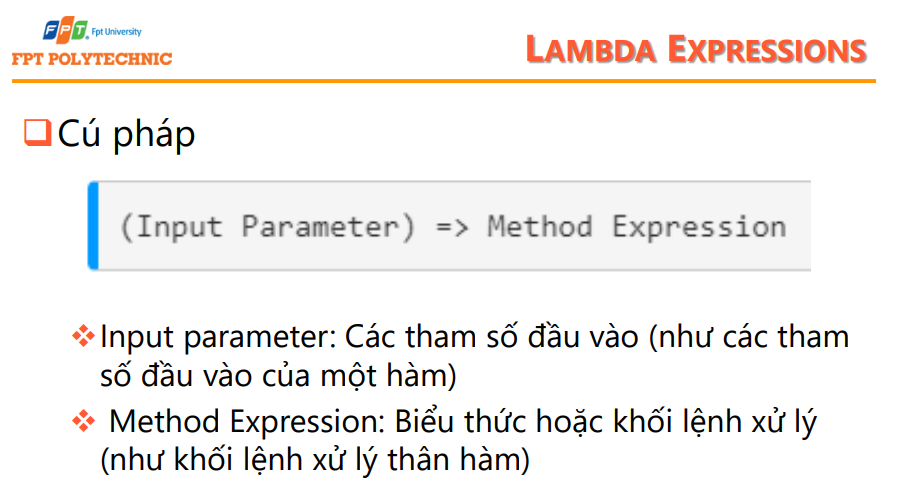 FPT. Fpt University
FPT POLYTECHNIC
LAMBDA EXPRESSIONS
Cú pháp
(Input Parameter) => Method Expression
Input parameter: Các tham số đầu vào (như các tham
số đầu vào của một hàm)
Method Expression: Biểu thức hoặc khối lệnh xử lý
(như khối lệnh xử lý thân hàm)